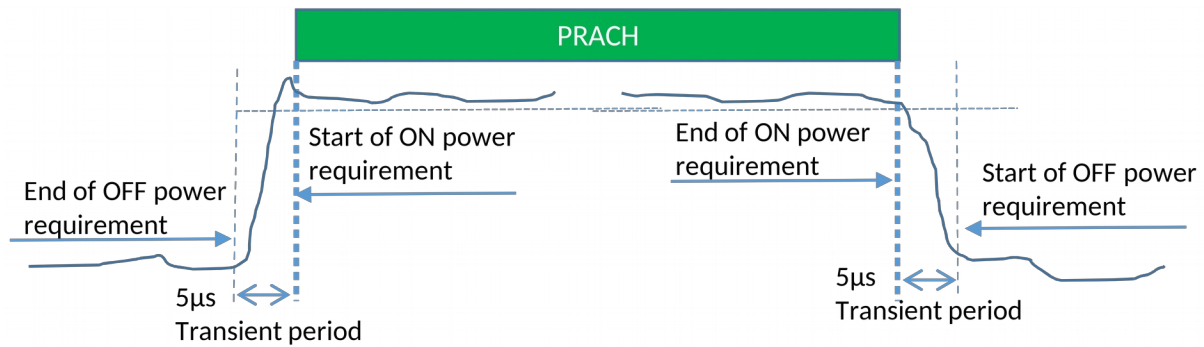 PRACH
Start of ON power
requirement
End of ON power
requirement
End of OFF power
requirement
Start of OFF power
requirement
5µs
Transient period
5µs
Transient period